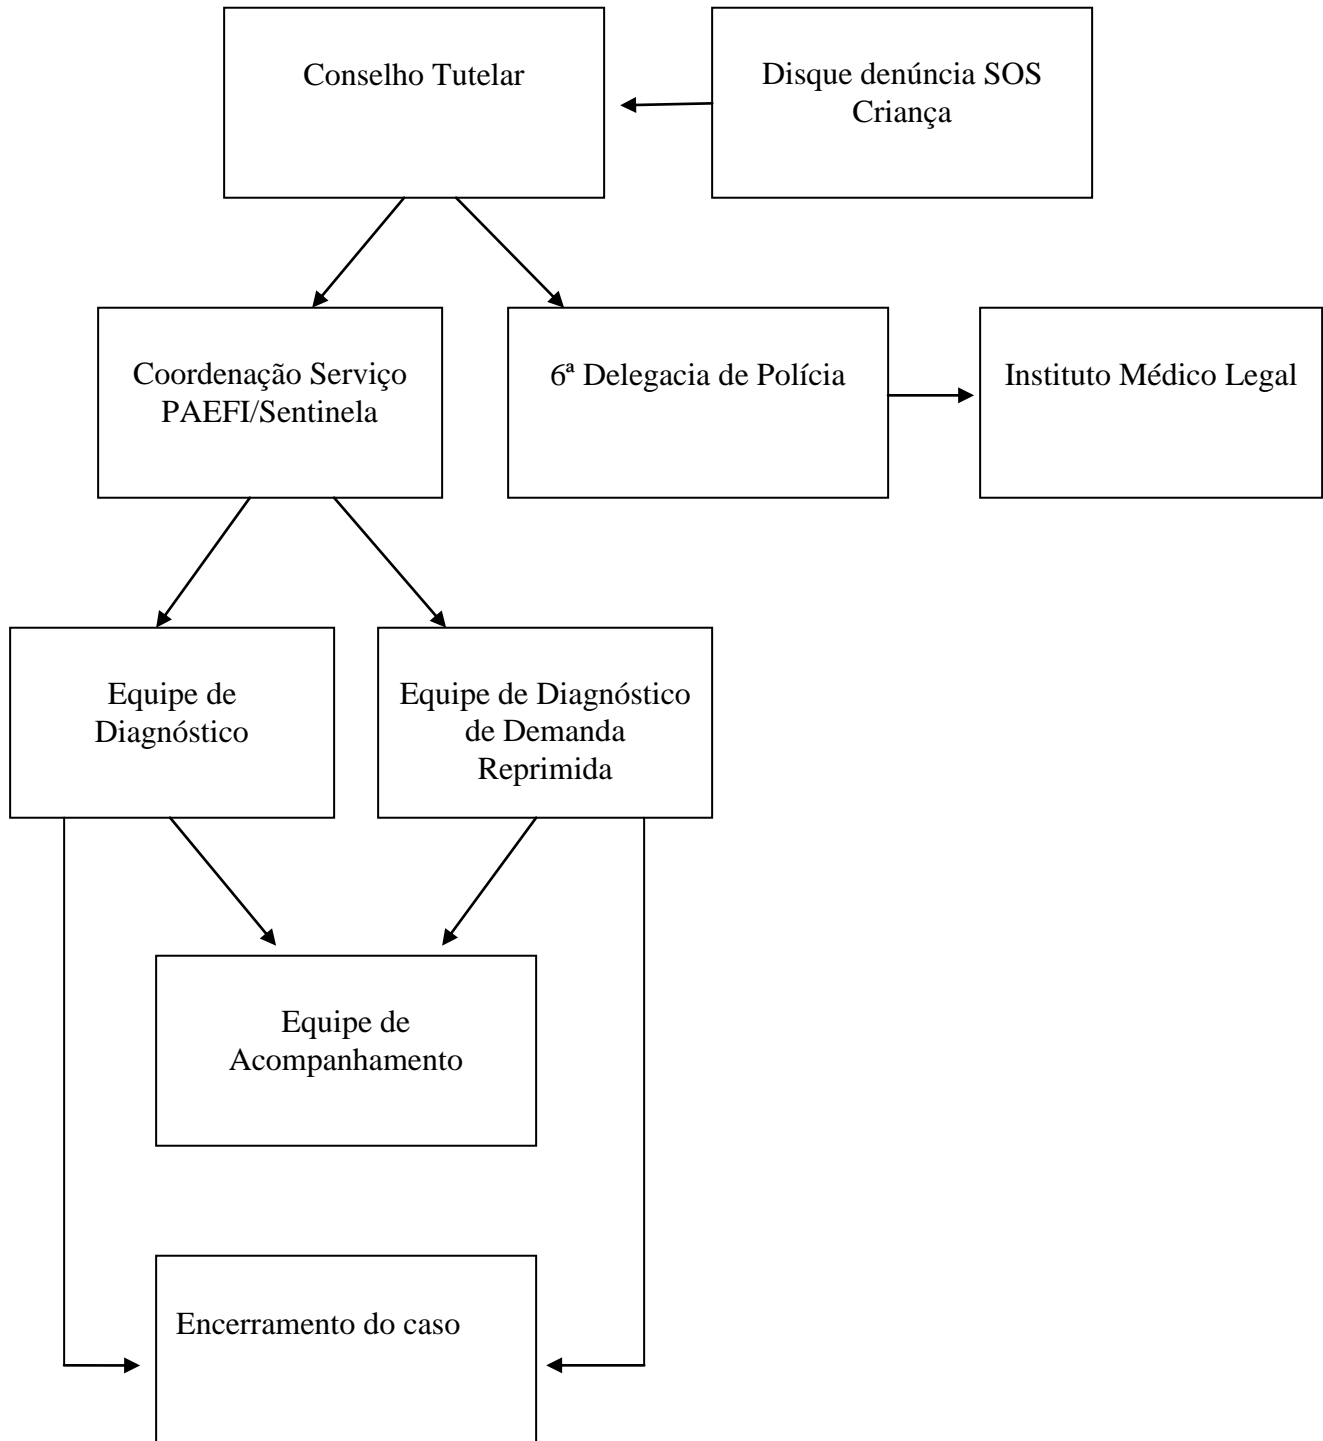 Conselho Tutelar
Disque denúncia SOS
Criança
Coordenação Serviço
PAEFI/Sentinela
6ª Delegacia de Polícia
Instituto Médico Legal
Equipe de
Diagnóstico
Equipe de Diagnóstico
de Demanda
Reprimida
Equipe de
Acompanhamento
Encerramento do caso